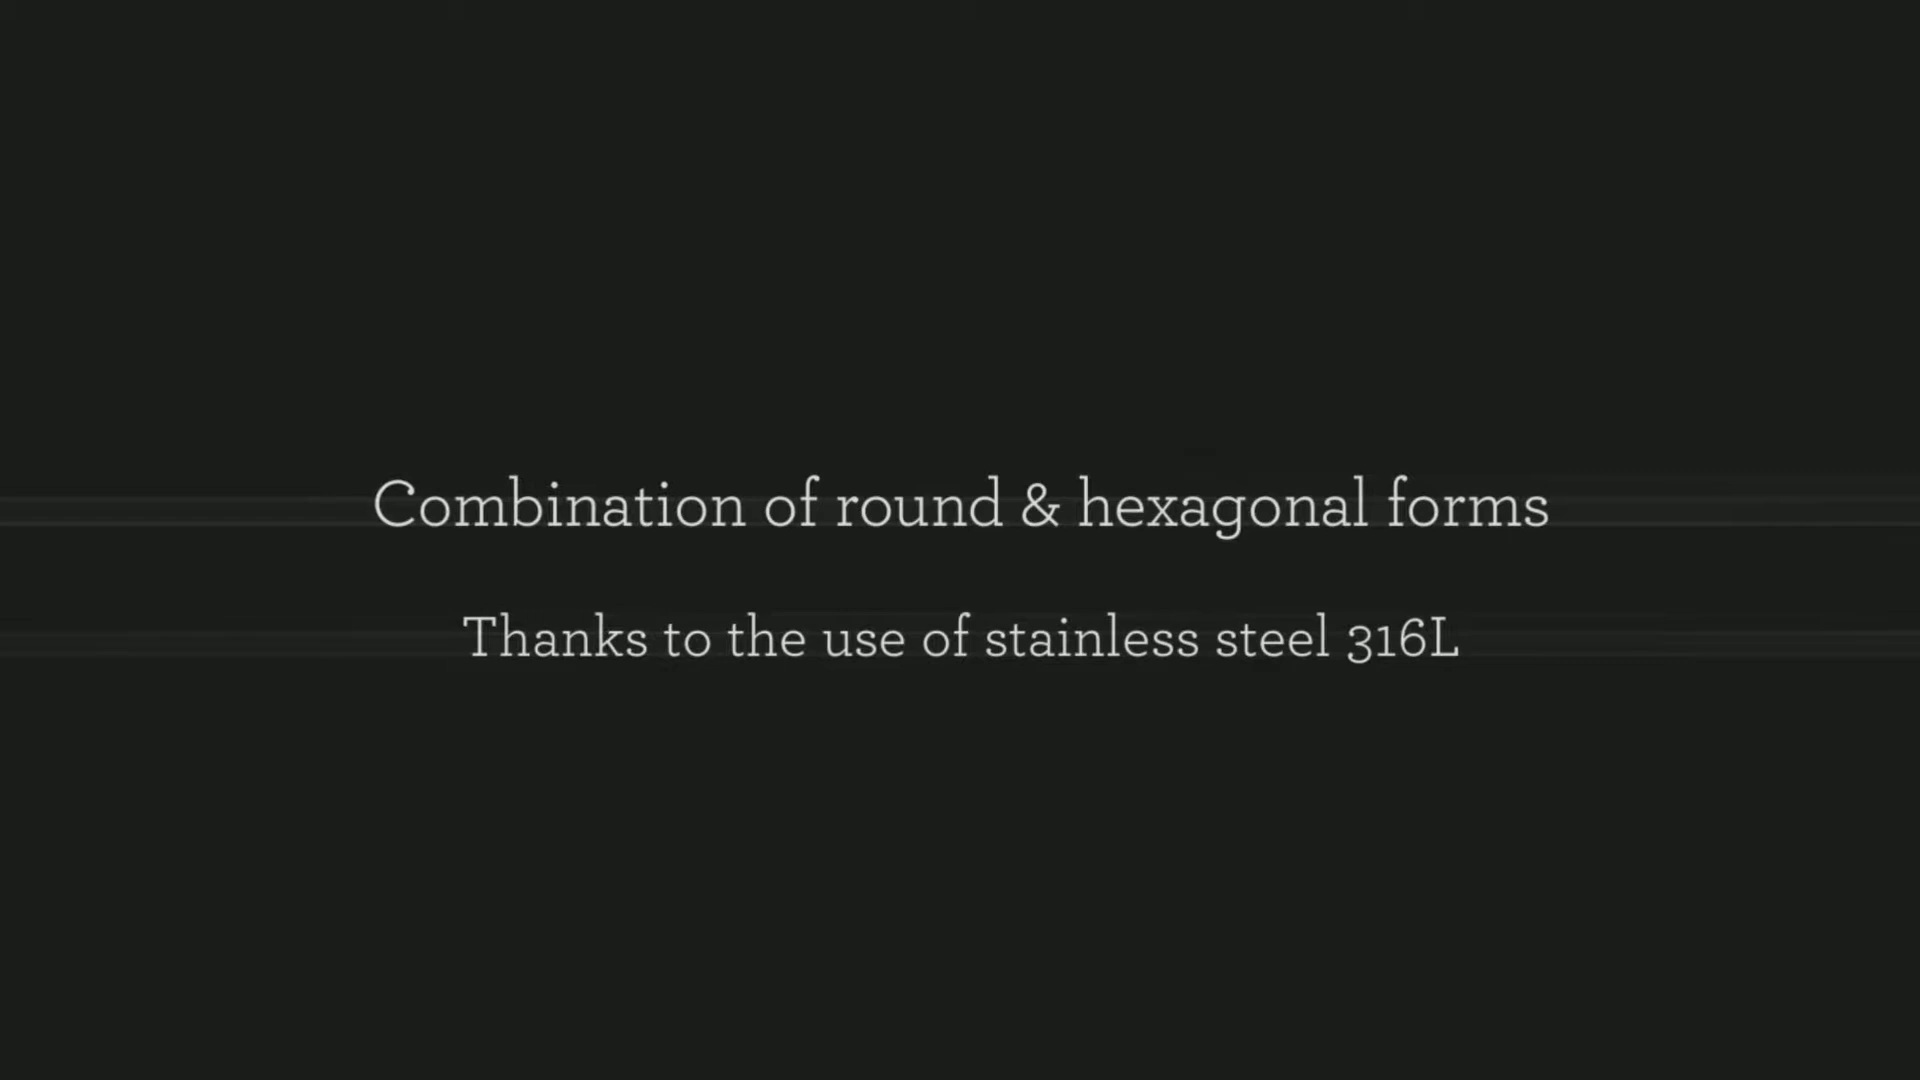 Combination of round & hexagonal forms
Thanks to the use of stainless steel 316L